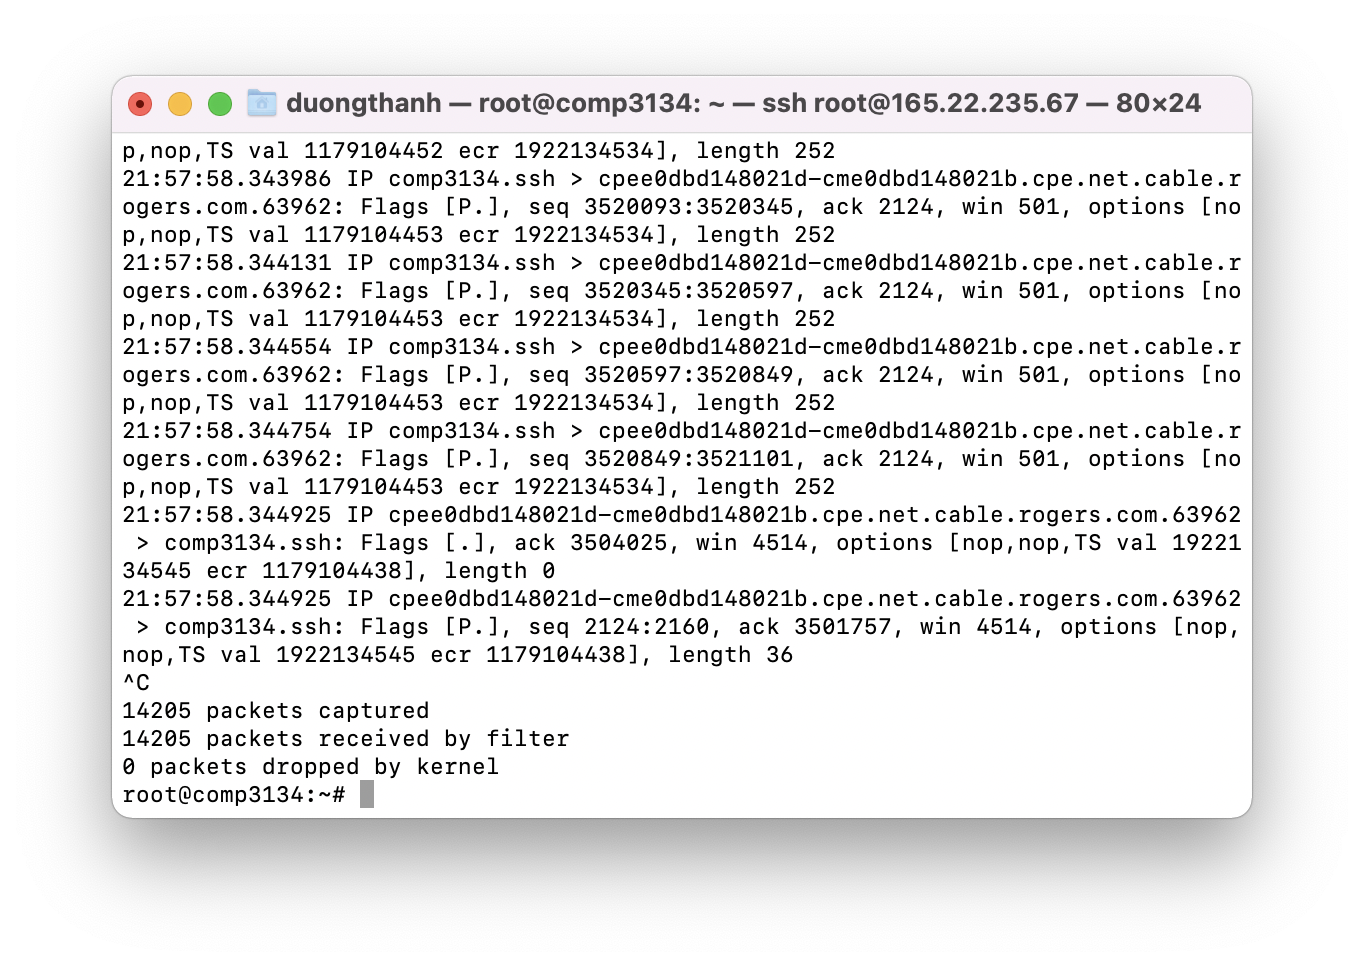 duongthanh — root@comp3134: ~ — ssh root@165.22.235.67 — 80×24
p,nop,TS val 1179104452 ecr 1922134534], length 252
21:57:58.343986 IP comp3134.ssh > cpee0dbd148021d-cme0dbd148021b.cpe.net.cable.r
ogers.com.63962: Flags [P.], seq 3520093:3520345, ack 2124, win 501, options [no
p,nop,TS val 1179104453 ecr 1922134534], length 252
21:57:58.344131 IP comp3134.ssh > cpee0dbd148021d-cme0dbd148021b.cpe.net.cable.r
ogers.com.63962: Flags [P.], seq 3520345:3520597, ack 2124, win 501, options [no
p,nop,TS val 1179104453 ecr 1922134534], length 252
21:57:58.344554 IP comp3134.ssh > cpee0dbd148021d-cme0dbd148021b.cpe.net.cable.r
ogers.com.63962: Flags [P.], seq 3520597:3520849, ack 2124, win 501, options [no
p,nop,TS val 1179104453 ecr 1922134534], length 252
21:57:58.344754 IP comp3134.ssh > cpee0dbd148021d-cme0dbd148021b.cpe.net.cable.r
ogers.com.63962: Flags [P.], seq 3520849:3521101, ack 2124, win 501, options [no
p,nop,TS val 1179104453 ecr 1922134534], length 252
21:57:58.344925 IP cpee0dbd148021d-cme0dbd148021b.cpe.net.cable.rogers.com.63962
 > comp3134.ssh: Flags [.], ack 3504025, win 4514, options [nop,nop,TS val 19221
34545 ecr 1179104438], length 0
21:57:58.344925 IP cpee0dbd148021d-cme0dbd148021b.cpe.net.cable.rogers.com.63962
 > comp3134.ssh: Flags [P.], seq 2124:2160, ack 3501757, win 4514, options [nop,
nop,TS val 1922134545 ecr 1179104438], length 36
^C
14205 packets captured
14205 packets received by filter
0 packets dropped by kernel
root@comp3134:~#